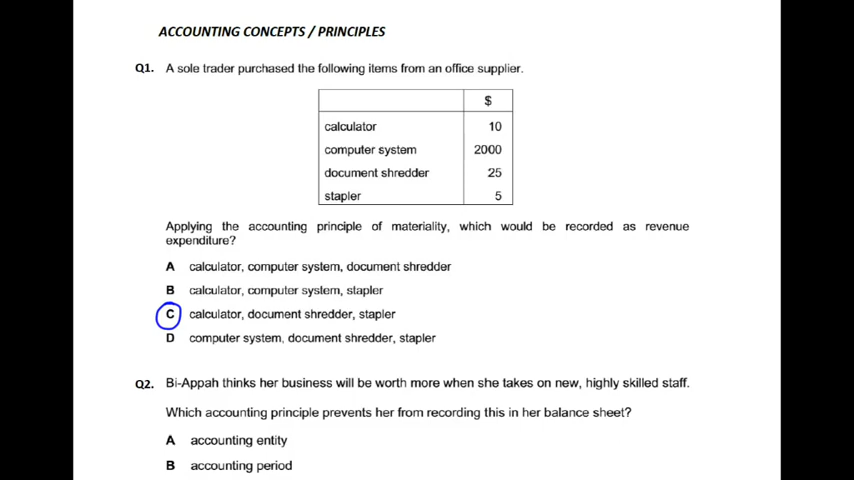 ACCOUNTING CONCEPTS / PRINCIPLES
Q1. A sole trader purchased the following items from an office supplier.
$
calculator 10
computer system 2000
document shredder 25
stapler 5
Applying the accounting principle of materiality, which would be recorded as revenue
expenditure?
A calculator, computer system, document shredder
B calculator, computer system, stapler
C calculator, document shredder, stapler
D computer system, document shredder, stapler
Q2. Bi-Appah thinks her business will be worth more when she takes on new, highly skilled staff.
Which accounting principle prevents her from recording this in her balance sheet?
A accounting entity
B accounting period